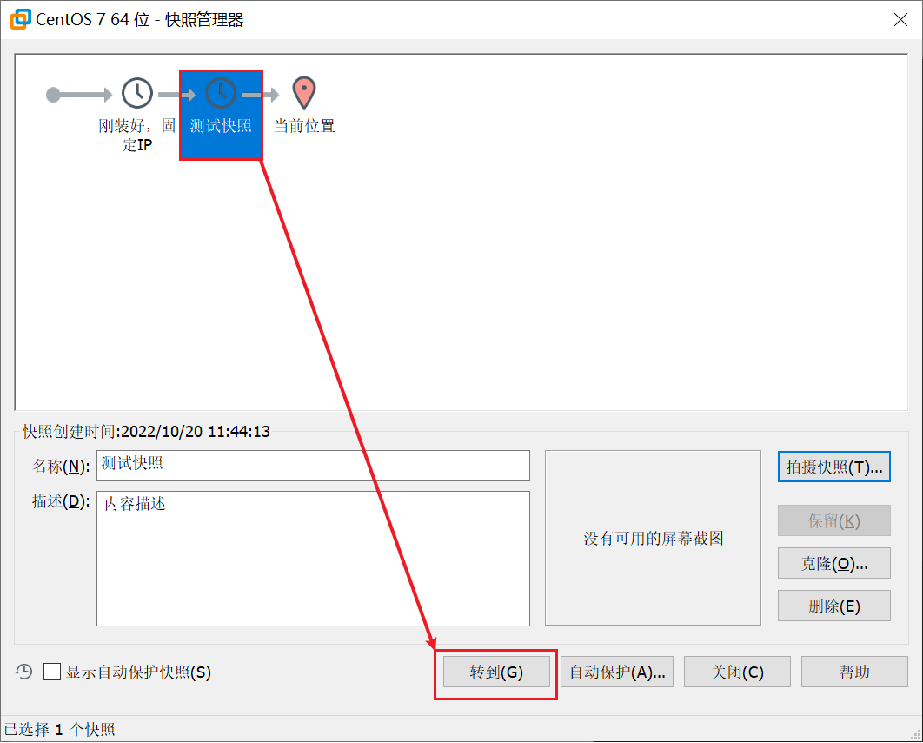 CentOS 7 64 位 - 快照管理器
刚装好，固
定IP
测试快照
当前位置
快照创建时间:2022/10/20 11:44:13
名称(N):
测试快照
拍摄快照(T)...
描述(D):
内容描述
没有可用的屏幕截图
保留(K)
克隆(O)...
删除(E)
显示自动保护快照(S)
转到(G)
自动保护(A)...
关闭(C)
帮助
已选择 1 个快照